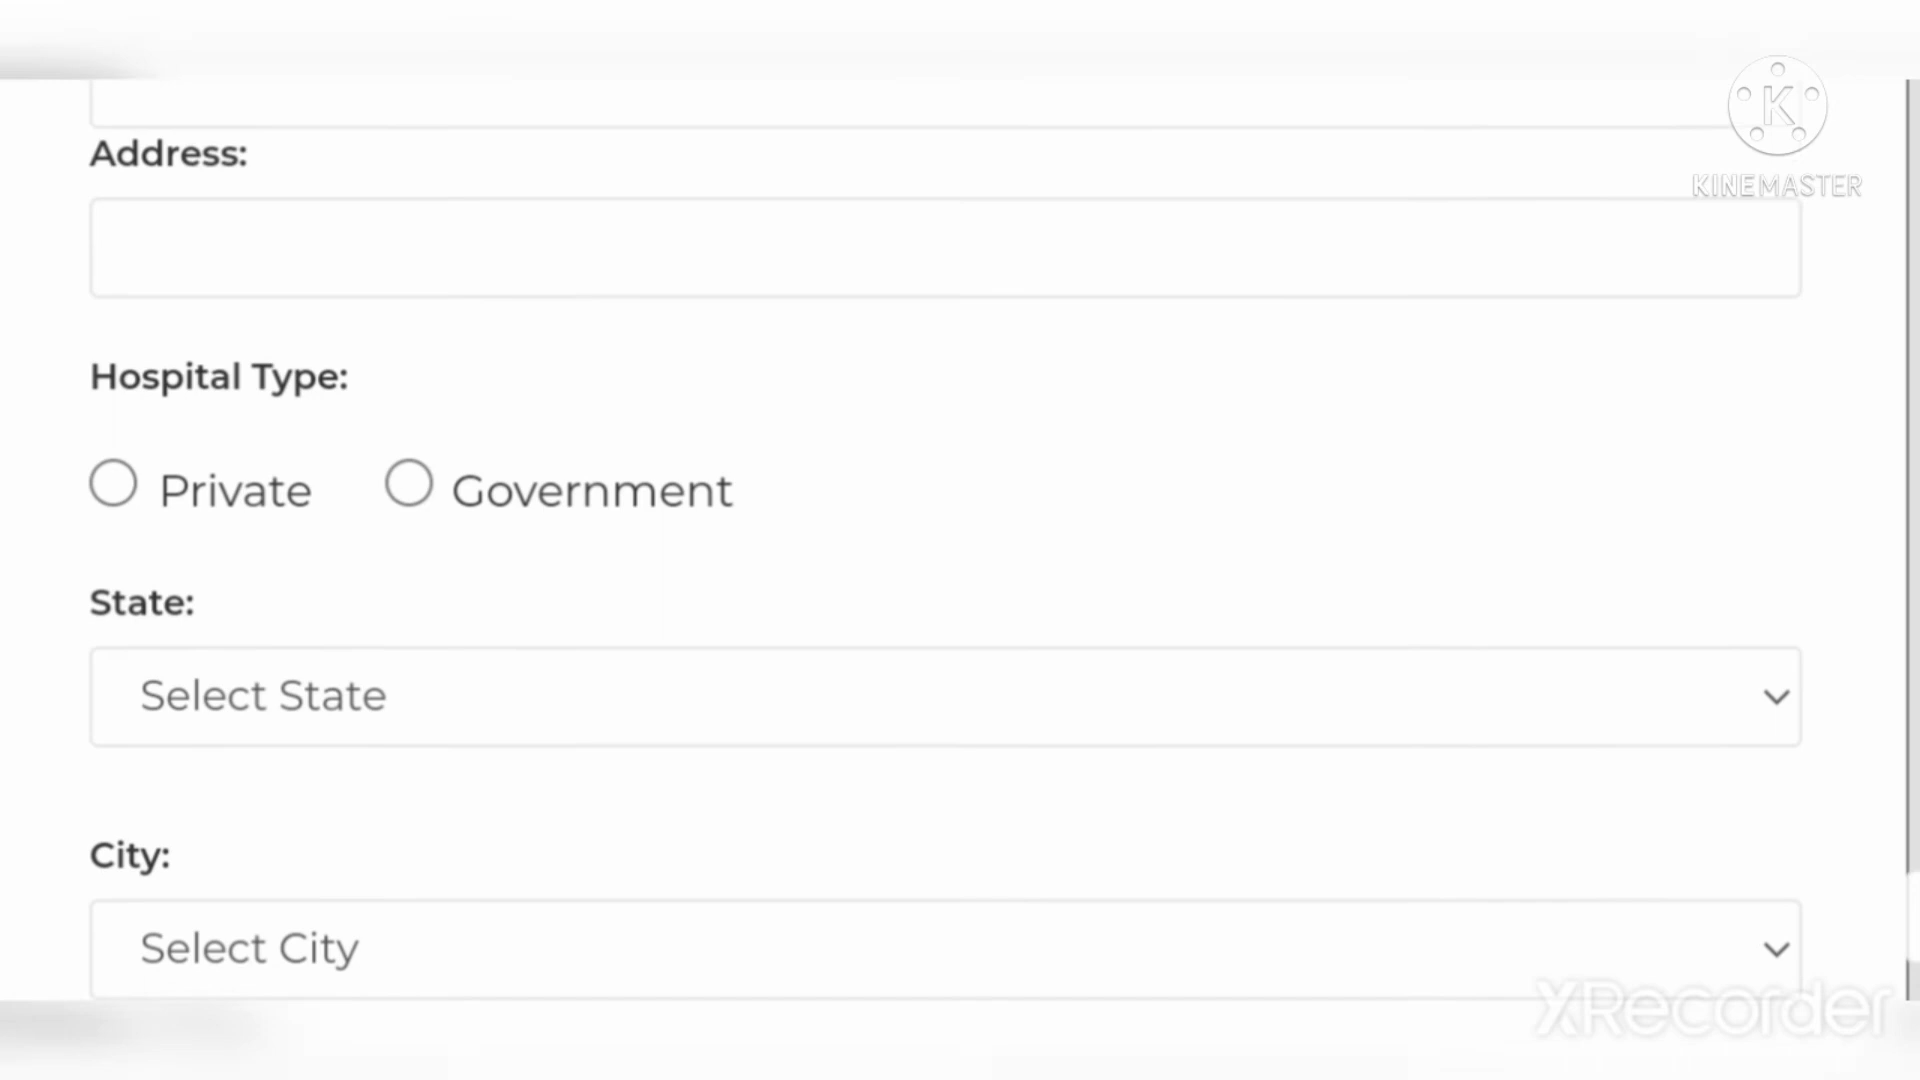 K
KINEMASTER
Address:
Hospital Type:
Private Government
State:
Select State
City:
Select City
XRecorder